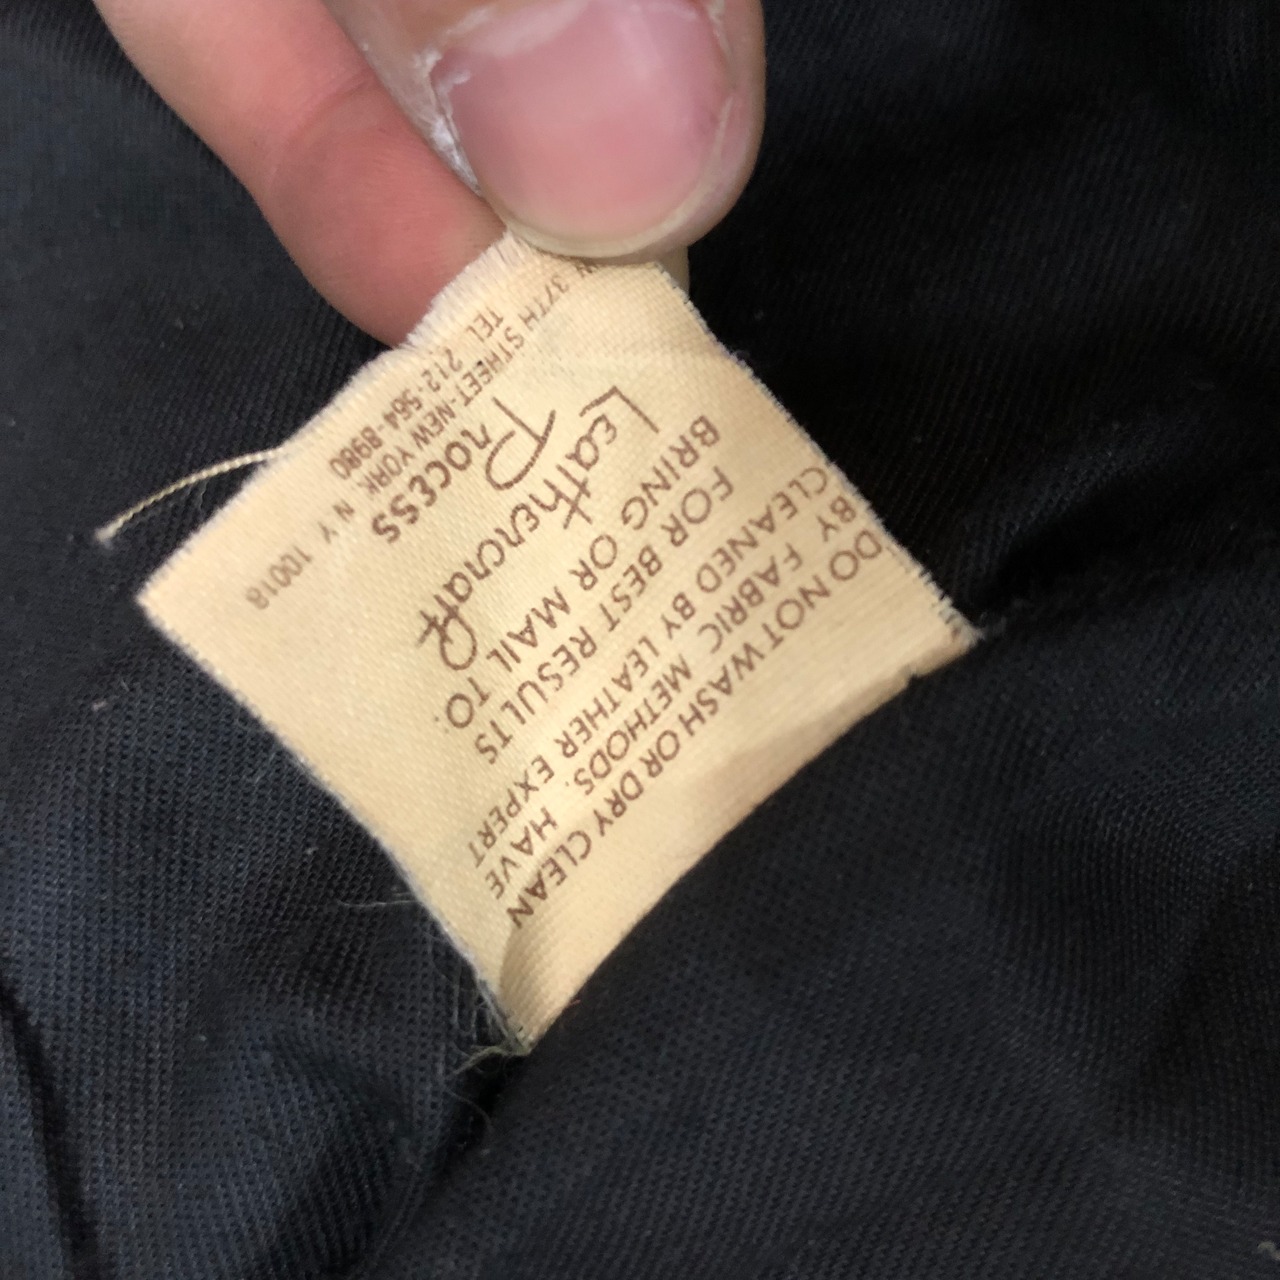 DO NOT WASH OR DRY CLEAN
BY FABRIC METHODS. HAVE
CLEANED BY LEATHER EXPERT
FOR BEST RESULTS
BRING OR MAIL TO:
Leathercraft
Process
37TH STREET-NEW YORK N Y 10018
TEL 212-564-8980